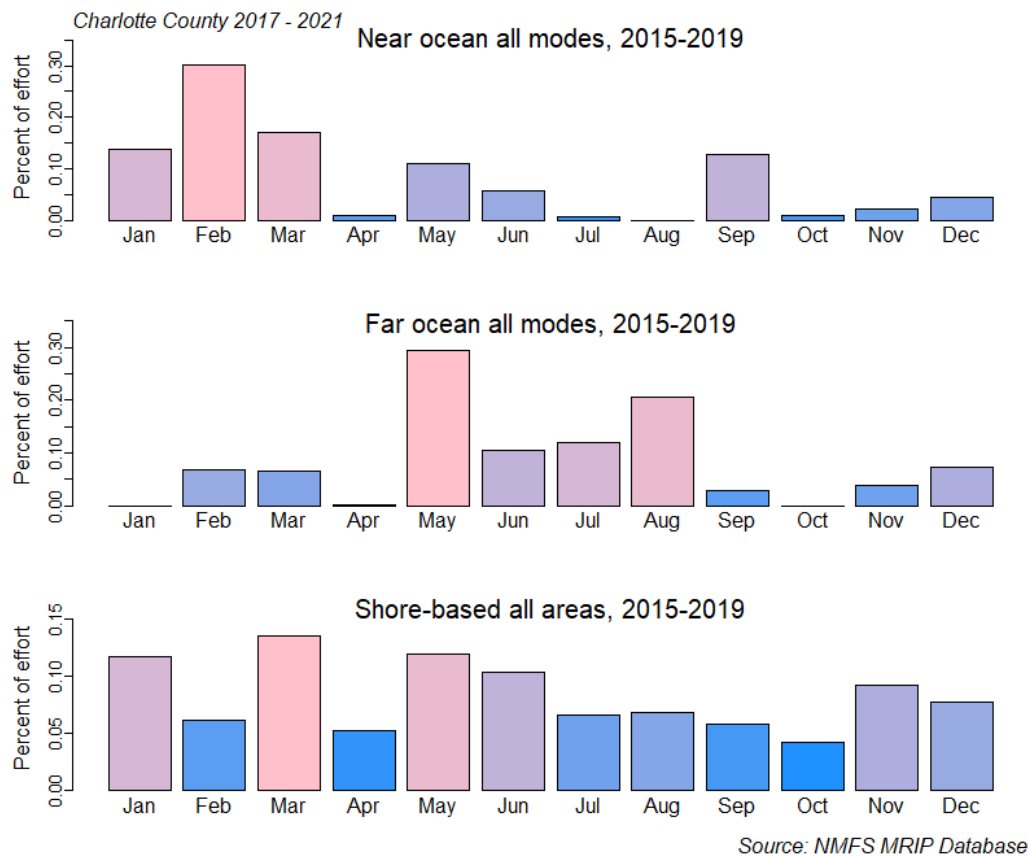 Charlotte County 2017 - 2021
Near ocean all modes, 2015-2019
Percent of effort
0.30
0.20
0.10
0.00
Jan Feb Mar Apr May Jun Jul Aug Sep Oct Nov Dec
Far ocean all modes, 2015-2019
Percent of effort
0.30
0.20
0.10
0.00
Jan Feb Mar Apr May Jun Jul Aug Sep Oct Nov Dec
Shore-based all areas, 2015-2019
Percent of effort
0.15
0.10
0.05
0.00
Jan Feb Mar Apr May Jun Jul Aug Sep Oct Nov Dec
Source: NMFS MRIP Database